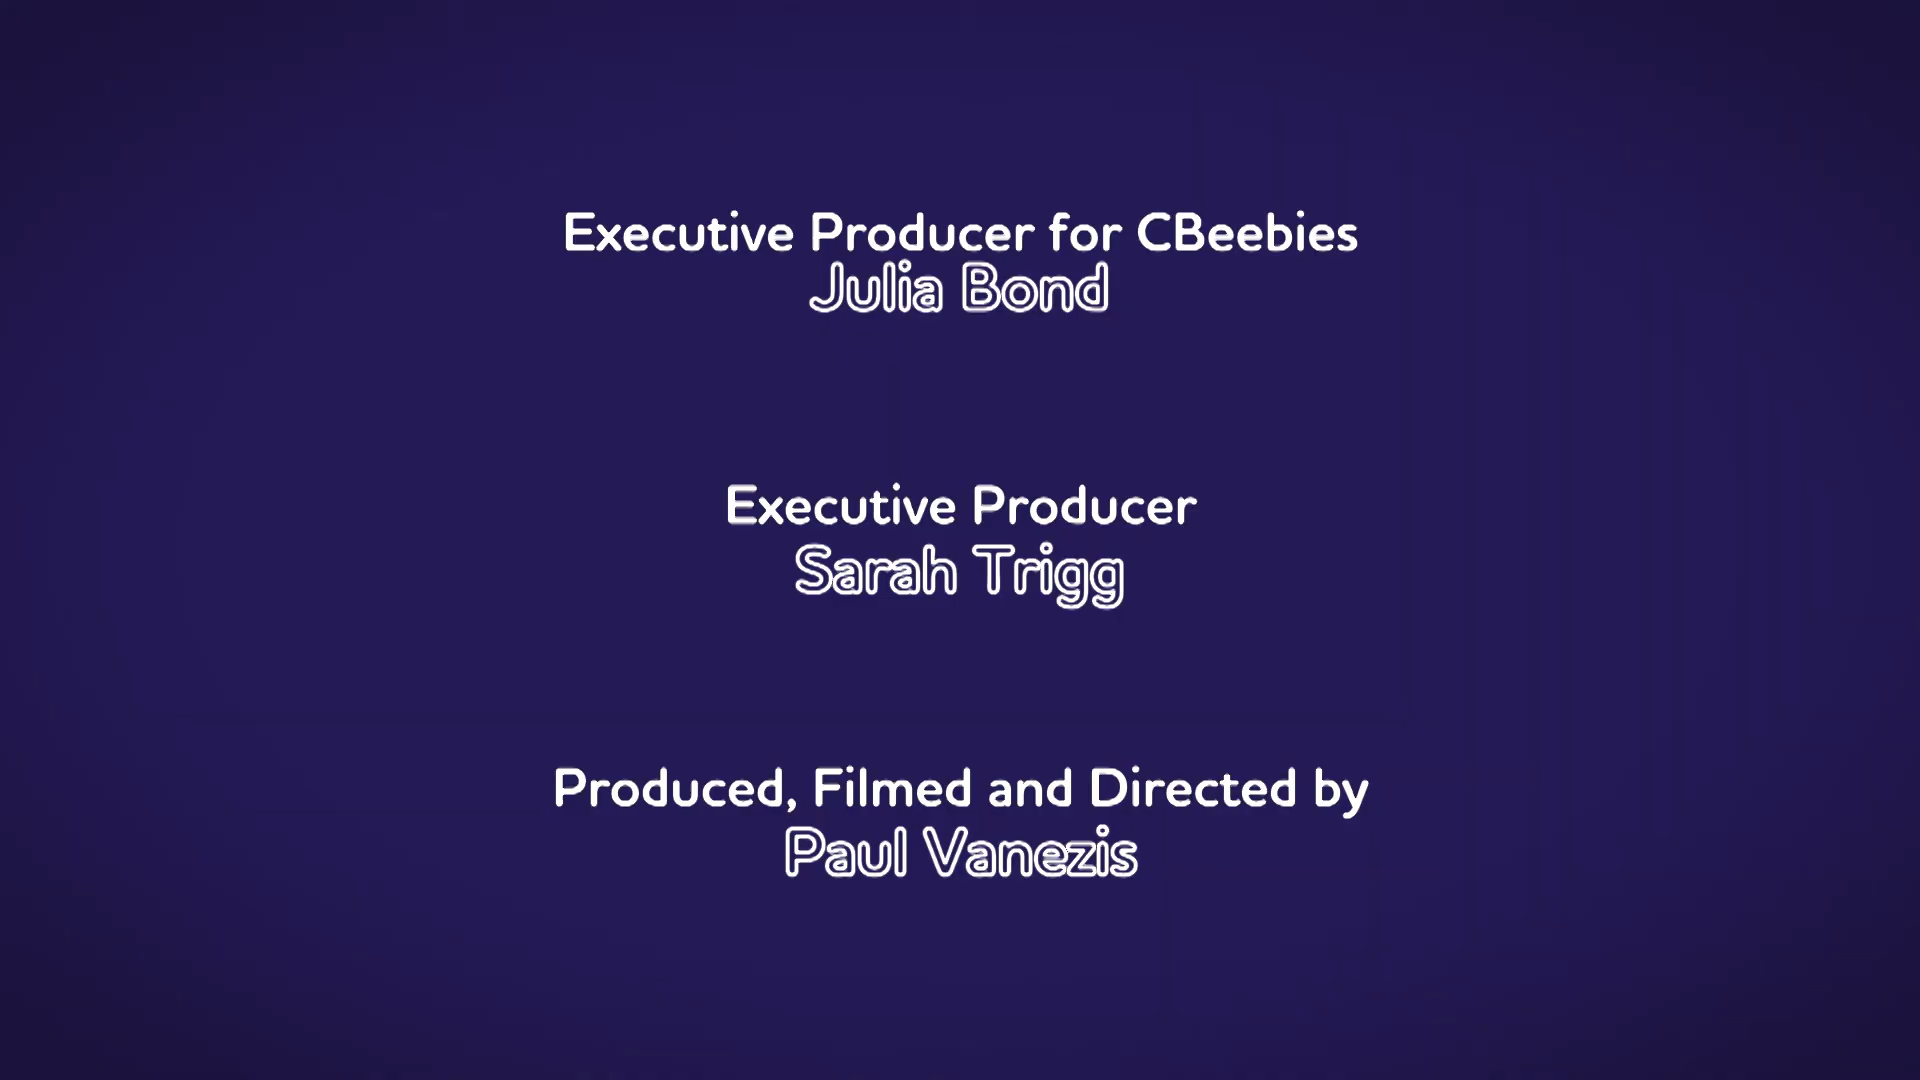 Executive Producer for CBeebies
Julia Bond
Executive Producer
Sarah Trigg
Produced, Filmed and Directed by
Paul Vanezis